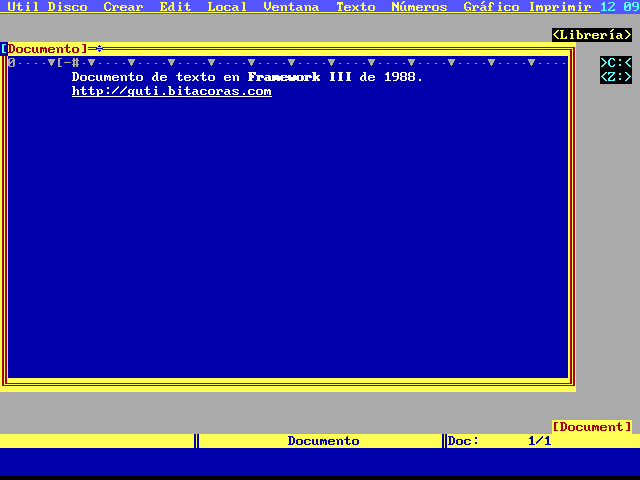 Util Disco Crear Edit Local Ventana Texto Números Gráfico Imprimir 12 09
<Librería>
[Documento]
0 [ #
>C:<
Documento de texto en Framework III de 1988.
<Z:>
http://guti.bitacoras.com
[Document]
Documento Doc: 1/1